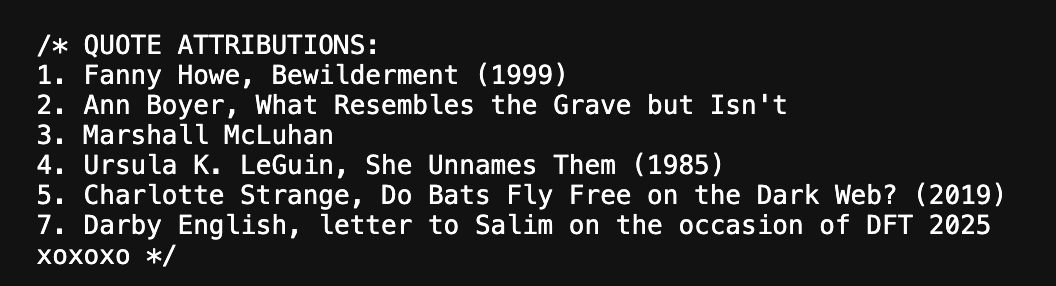 /* QUOTE ATTRIBUTIONS:
1. Fanny Howe, Bewilderment (1999)
2. Ann Boyer, What Resembles the Grave but Isn't
3. Marshall McLuhan
4. Ursula K. LeGuin, She Unnames Them (1985)
5. Charlotte Strange, Do Bats Fly Free on the Dark Web? (2019)
7. Darby English, letter to Salim on the occasion of DFT 2025
xoxoxo */